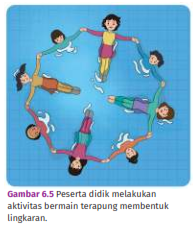 Gambar 6.5 Peserta didik melakukan
aktivitas bermain terapung membentuk
lingkaran.